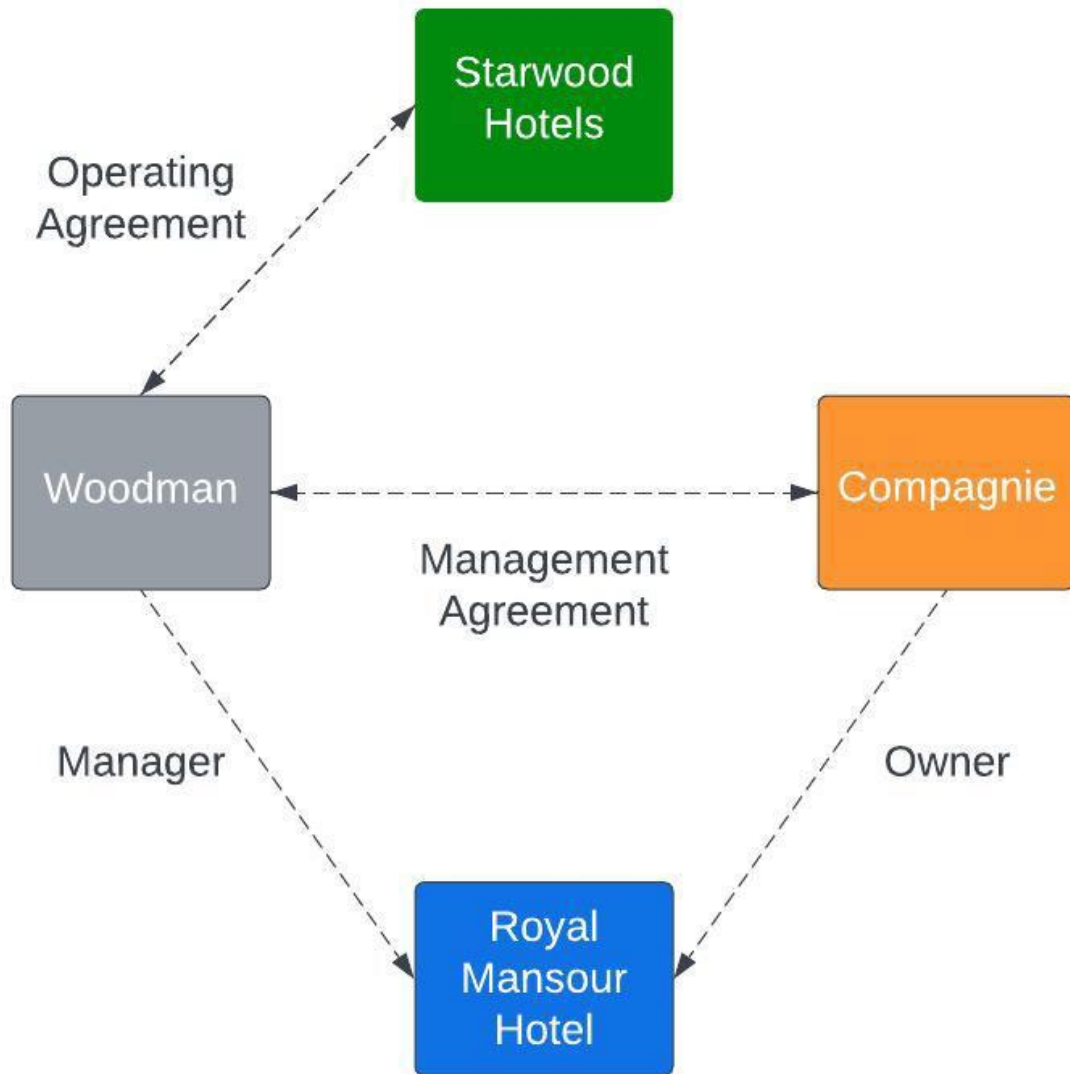 Starwood
Hotels
Operating
Agreement
Woodman
Compagnie
Management
Agreement
Manager
Owner
Royal
Mansour
Hotel